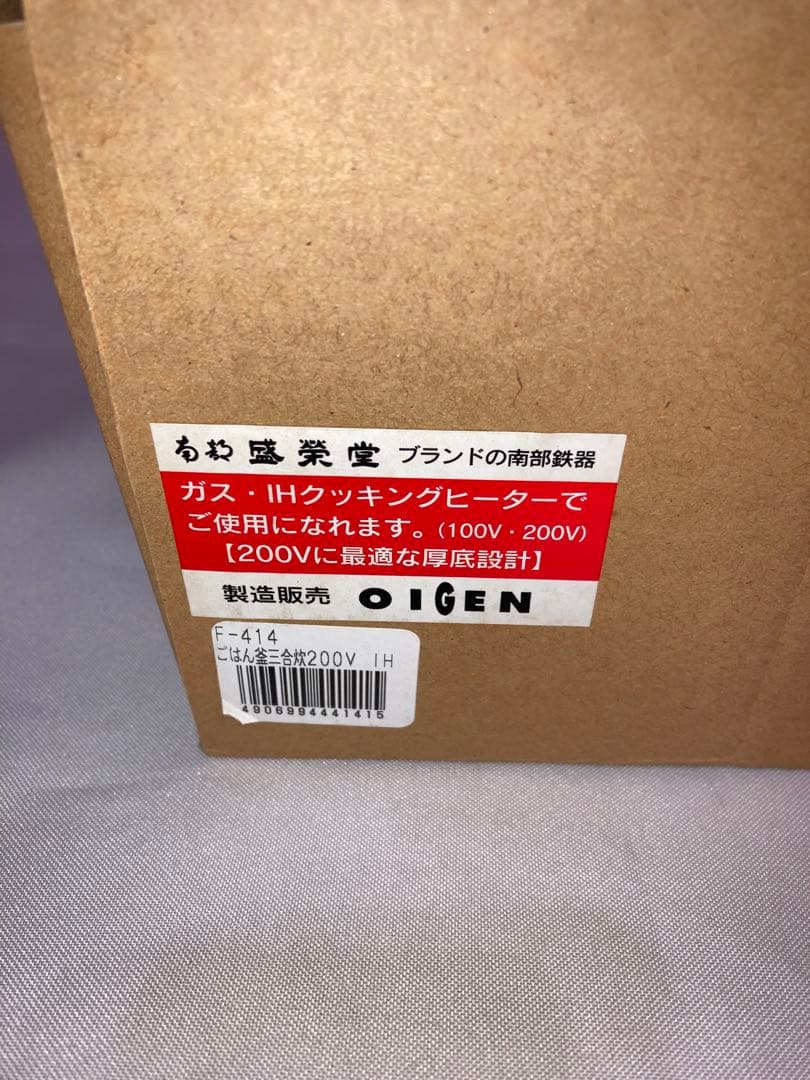 南部 盛榮堂 ブランドの南部鉄器
ガス・IHクッキングヒーターで
ご使用になれます。(100V・200V)
【200Vに最適な厚底設計】
製造販売 OIGEN
F-414
ごはん釜三合炊200V IH
4906994441415